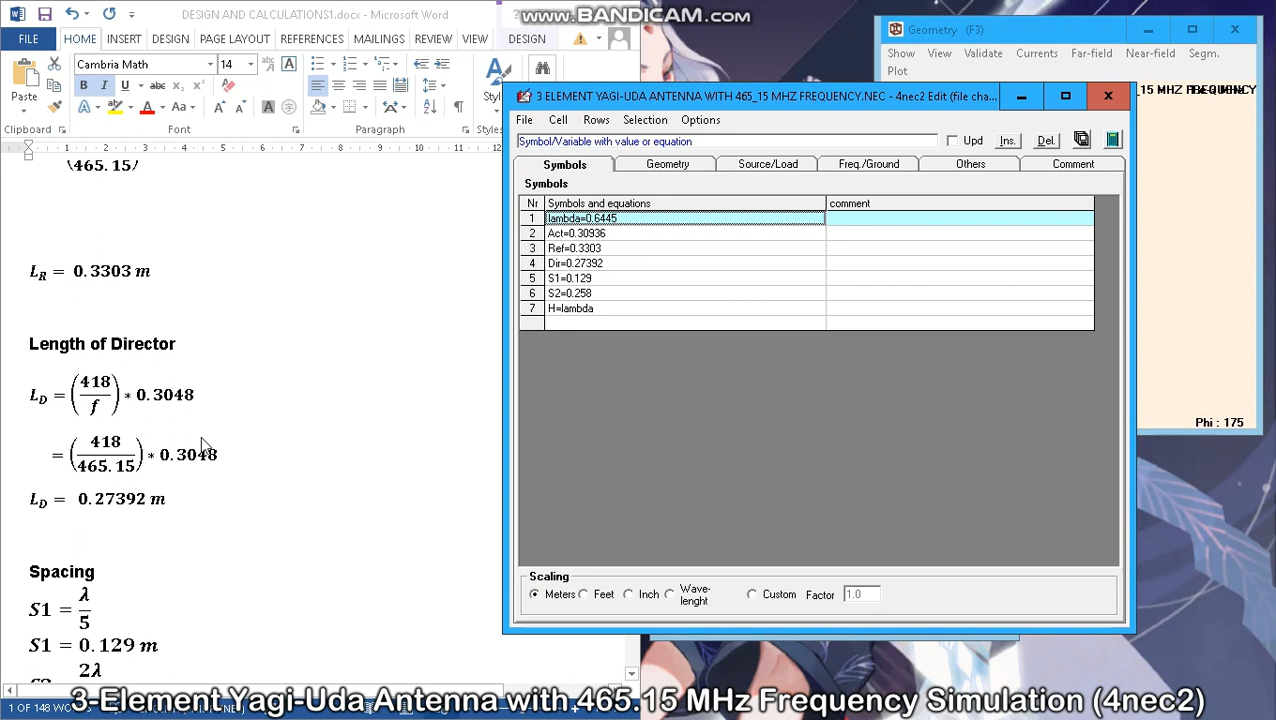 DESIGN AND CALCULATIONS1.docx - Microsoft Word
www.BANDICAM.com
FILE HOME INSERT DESIGN PAGE LAYOUT REFERENCES MAILINGS REVIEW VIEW DESIGN
Cambria Math 14
Paste
Clipboard Font Paragraph
465.15
L_R = 0.3303 m
Length of Director
L_D = (418/f) * 0.3048
= (418/465.15) * 0.3048
L_D = 0.27392 m
Spacing
S1 = λ/5
S1 = 0.129 m
2λ
Geometry (F3)
Show View Validate Currents Far-field Near-field Segm.
Plot
Phi : 175
3 ELEMENT YAGI-UDA ANTENNA WITH 465_15 MHZ FREQUENCY.NEC - 4nec2 Edit (file cha...
File Cell Rows Selection Options
Symbol/Variable with value or equation
Upd Ins. Del.
Symbols Geometry Source/Load Freq./Ground Others Comment
Symbols
Nr Symbols and equations comment
1 lambda=0.6445
2 Act=0.30936
3 Ref=0.3303
4 Dir=0.27392
5 S1=0.129
6 S2=0.258
7 H=lambda
Scaling
Meters Feet Inch Wave-
lenght
Custom Factor 1.0
3-Element Yagi-Uda Antenna with 465.15 MHz Frequency Simulation (4nec2)